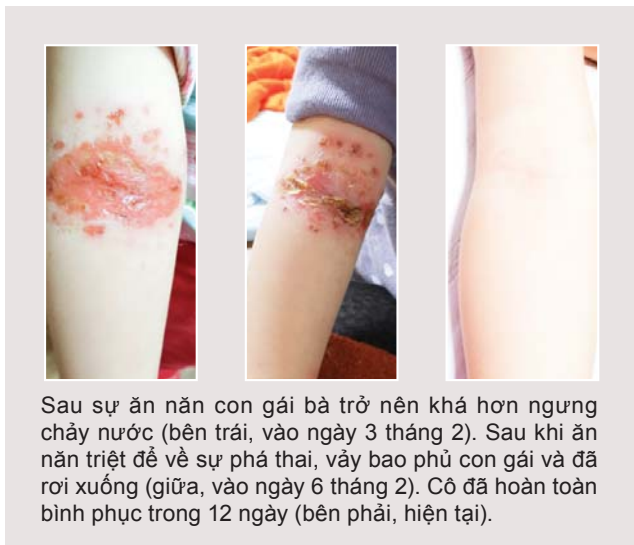 Sau sự ăn năn con gái bà trở nên khá hơn ngưng
chảy nước (bên trái, vào ngày 3 tháng 2). Sau khi ăn
năn triệt để về sự phá thai, vảy bao phủ con gái và đã
rơi xuống (giữa, vào ngày 6 tháng 2). Cô đã hoàn toàn
bình phục trong 12 ngày (bên phải, hiện tại).